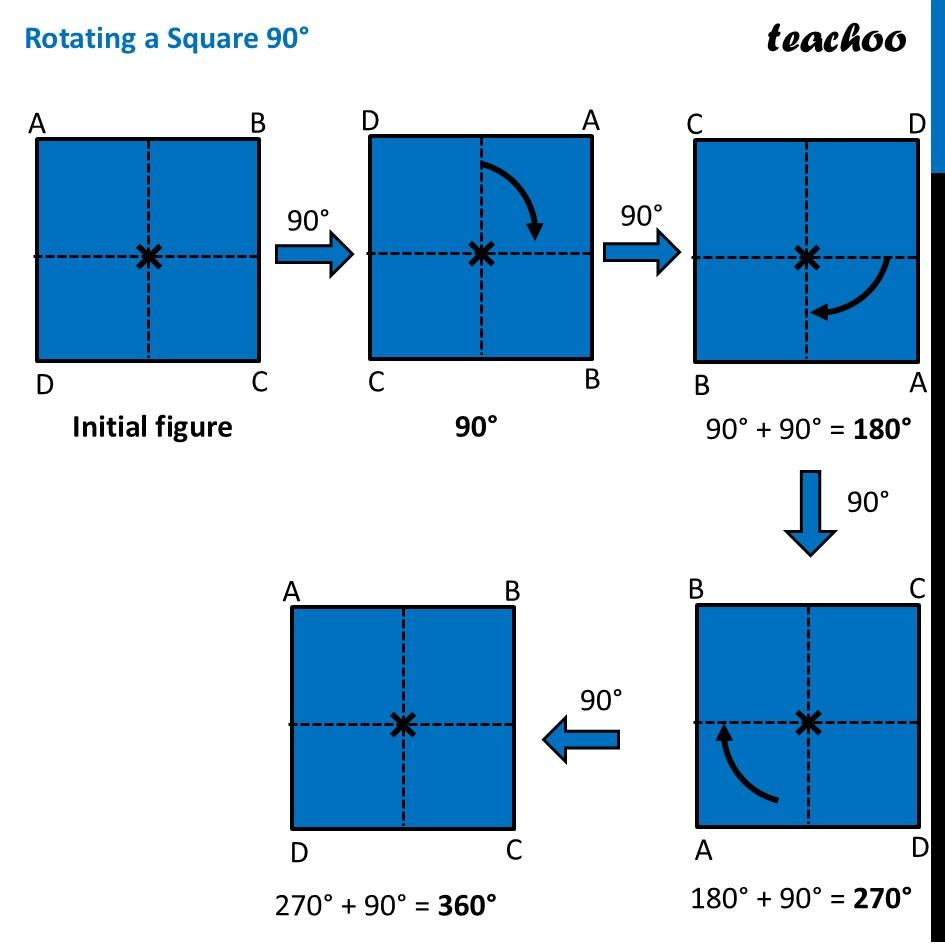 Rotating a Square 90°
teachoo
A B
D C
Initial figure
90°
D A
C B
90°
90°
C D
B A
90° + 90° = 180°
90°
B C
A D
180° + 90° = 270°
90°
A B
D C
270° + 90° = 360°